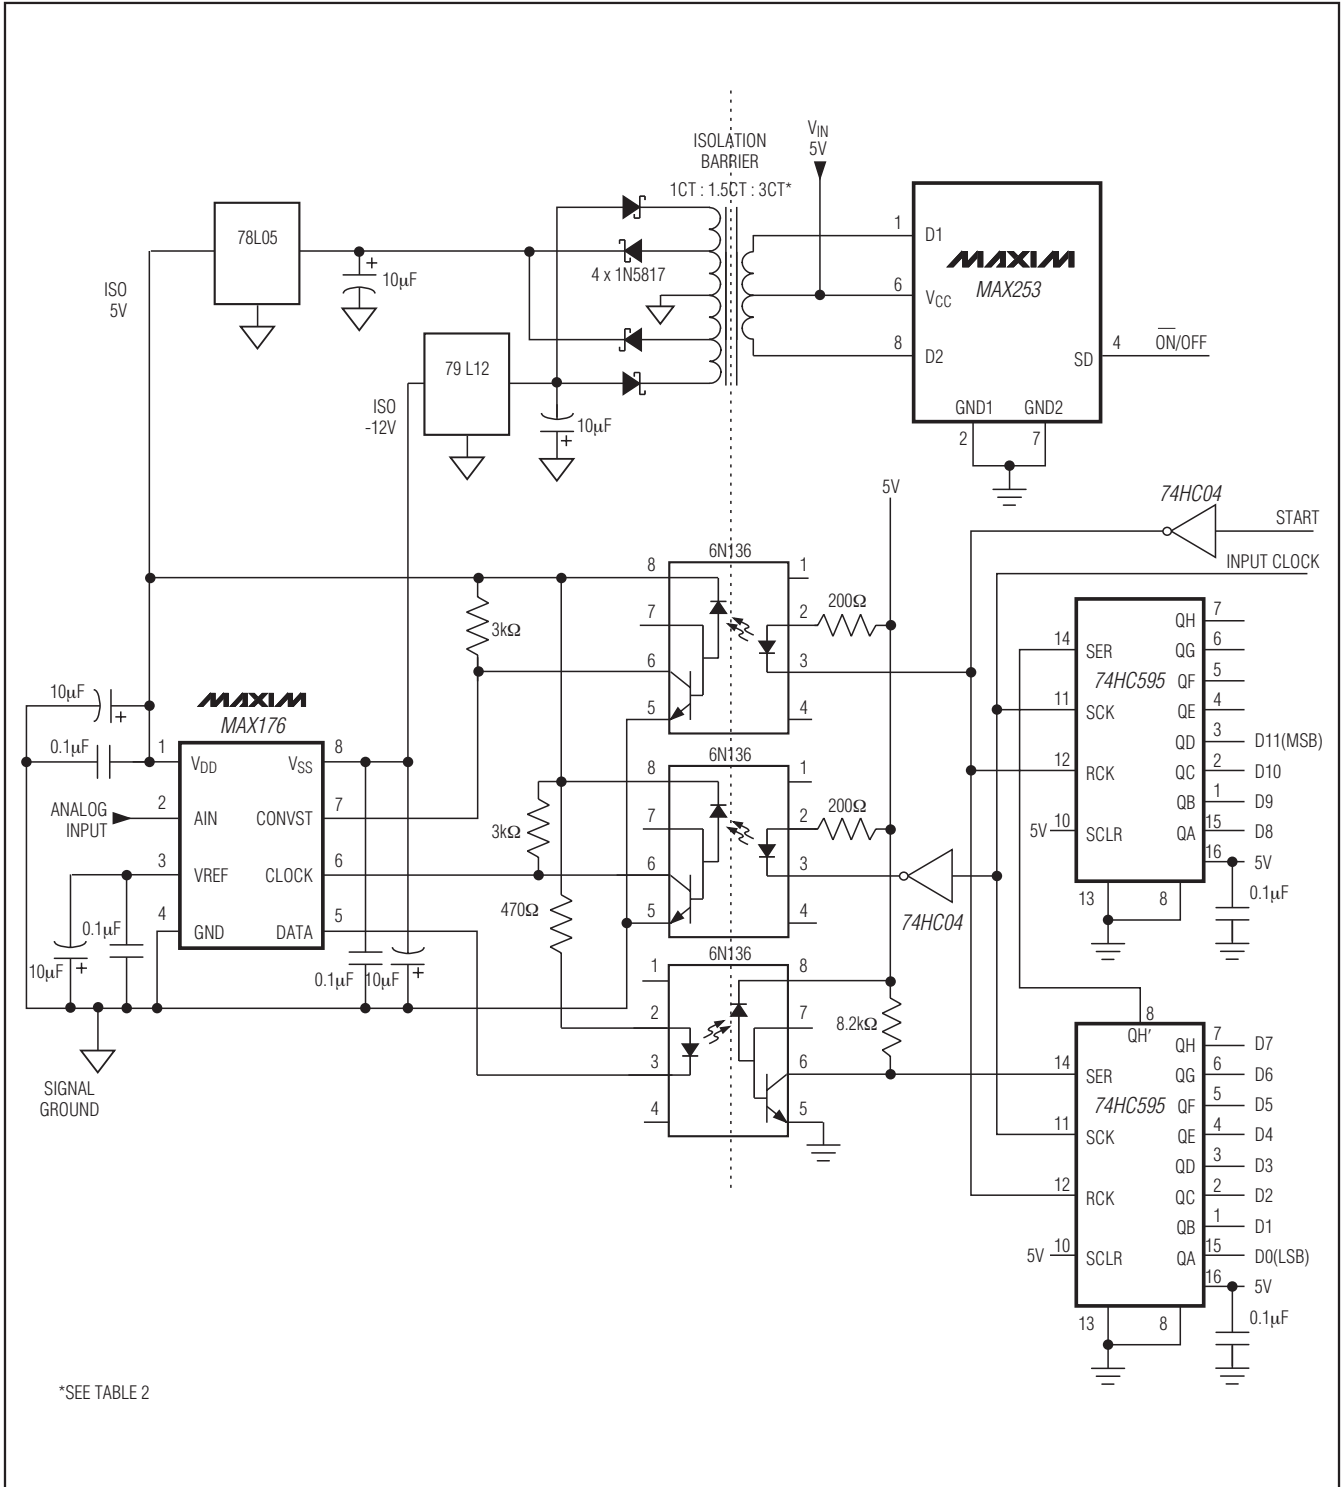 ISOLATION
BARRIER
1CT : 1.5CT : 3CT*
VIN
5V
78L05
10µF
+
4 x 1N5817
ISO
5V
79 L12
ISO
-12V
10µF
+
1
D1
MAXIM
MAX253
6
VCC
8
D2
SD
4
ON/OFF
GND1
GND2
2
7
5V
74HC04
START
INPUT CLOCK
6N136
8
7
6
5
1
2
3
4
200Ω
3kΩ
10µF
+
0.1µF
MAXIM
MAX176
1
VDD
VSS
8
ANALOG
INPUT
2
AIN
CONVST
7
3
VREF
CLOCK
6
4
GND
DATA
5
0.1µF
10µF
+
0.1µF
10µF
+
SIGNAL
GROUND
6N136
8
7
6
5
1
2
3
4
200Ω
3kΩ
470Ω
74HC04
6N136
1
2
3
4
8
7
6
5
8.2kΩ
74HC595
14
SER
11
SCK
12
RCK
5V
10
SCLR
QH
7
QG
6
QF
5
QE
4
QD
3
D11(MSB)
QC
2
D10
QB
1
D9
QA
15
D8
16
5V
0.1µF
13
8
8
QH′
74HC595
14
SER
11
SCK
12
RCK
5V
10
SCLR
QH
7
D7
QG
6
D6
QF
5
D5
QE
4
D4
QD
3
D3
QC
2
D2
QB
1
D1
QA
15
D0(LSB)
16
5V
0.1µF
13
8
*SEE TABLE 2